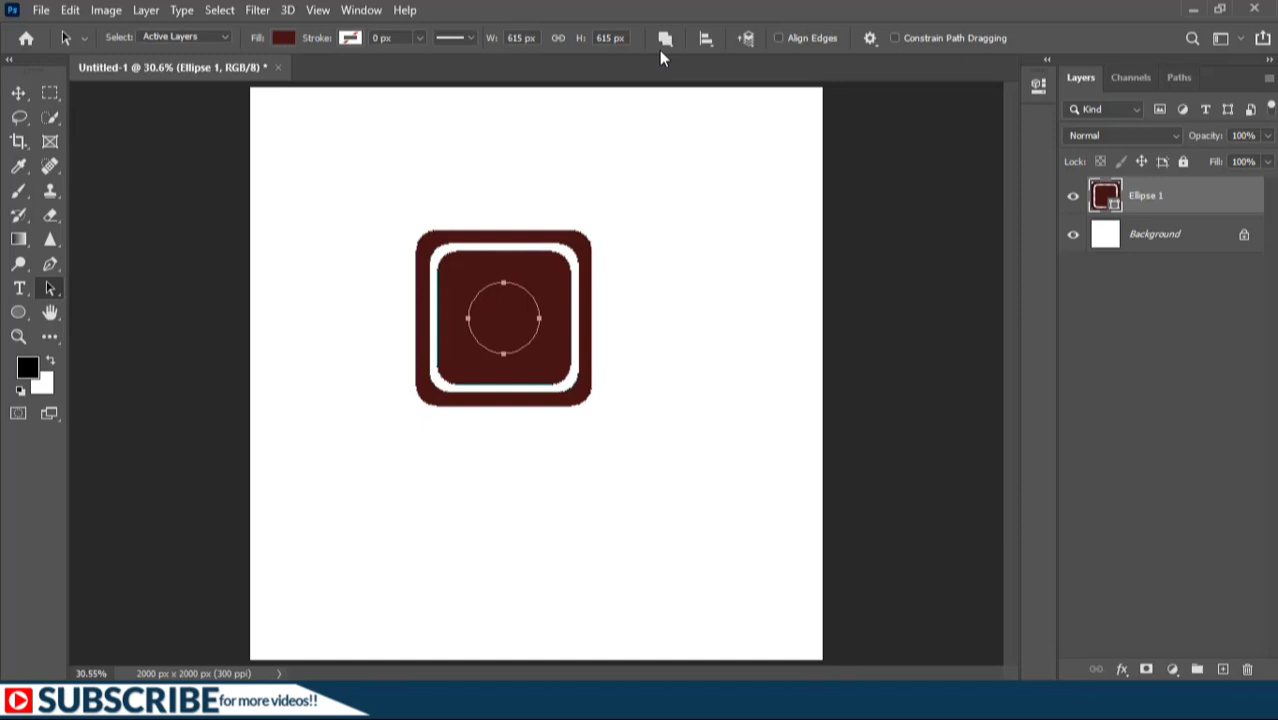 Ps File Edit Image Layer Type Select Filter 3D View Window Help
Select: Active Layers Fill: Stroke: 0 px W: 615 px H: 615 px Align Edges Constrain Path Dragging
Untitled-1 @ 30.6% (Ellipse 1, RGB/8) *
Layers Channels Paths
Kind
Normal Opacity: 100%
Lock: Fill: 100%
Ellipse 1
Background
30.55% 2000 px x 2000 px (300 ppi)
SUBSCRIBE for more videos!!